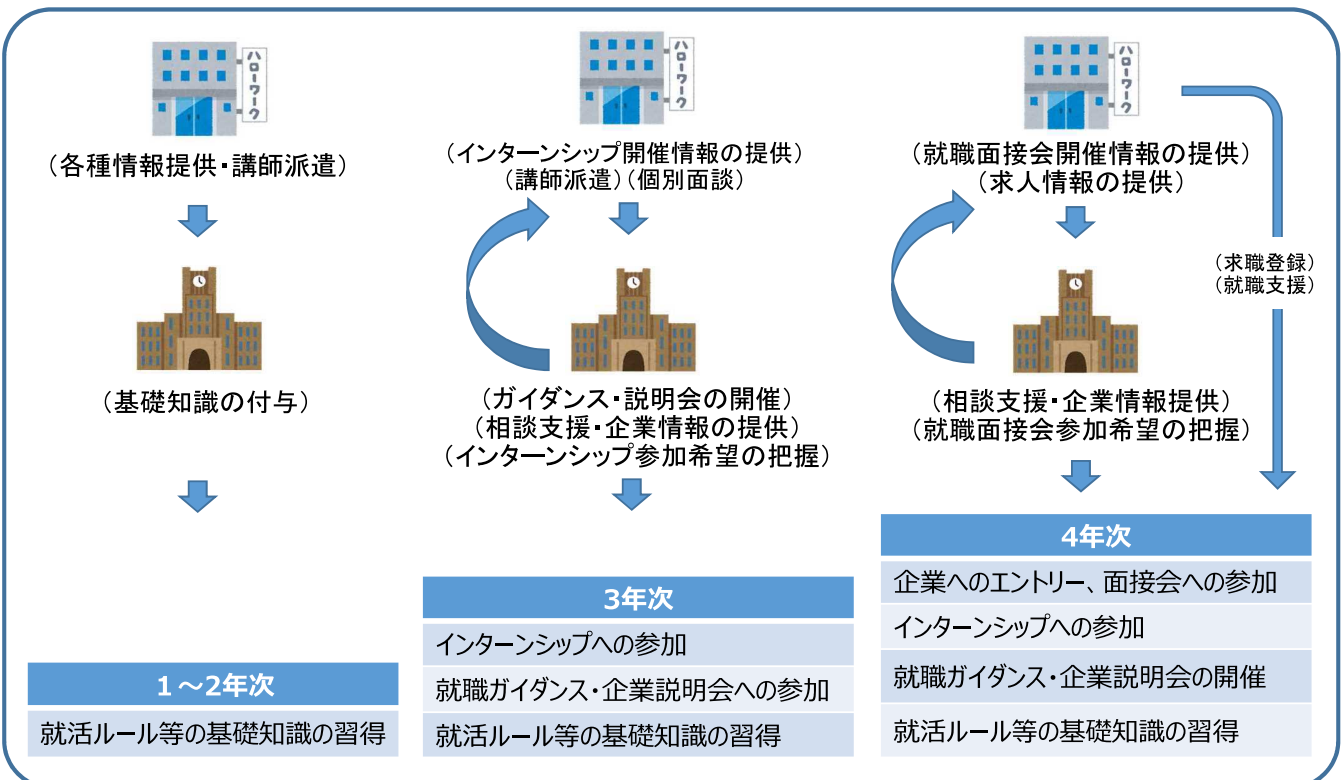 ハローワーク
(各種情報提供・講師派遣)
(基礎知識の付与)
1～2年次
就活ルール等の基礎知識の習得
ハローワーク
(インターンシップ開催情報の提供)
(講師派遣)(個別面談)
(ガイダンス・説明会の開催)
(相談支援・企業情報の提供)
(インターンシップ参加希望の把握)
3年次
インターンシップへの参加
就職ガイダンス・企業説明会への参加
就活ルール等の基礎知識の習得
ハローワーク
(就職面接会開催情報の提供)
(求人情報の提供)
(求職登録)
(就職支援)
(相談支援・企業情報提供)
(就職面接会参加希望の把握)
4年次
企業へのエントリー、面接会への参加
インターンシップへの参加
就職ガイダンス・企業説明会の開催
就活ルール等の基礎知識の習得